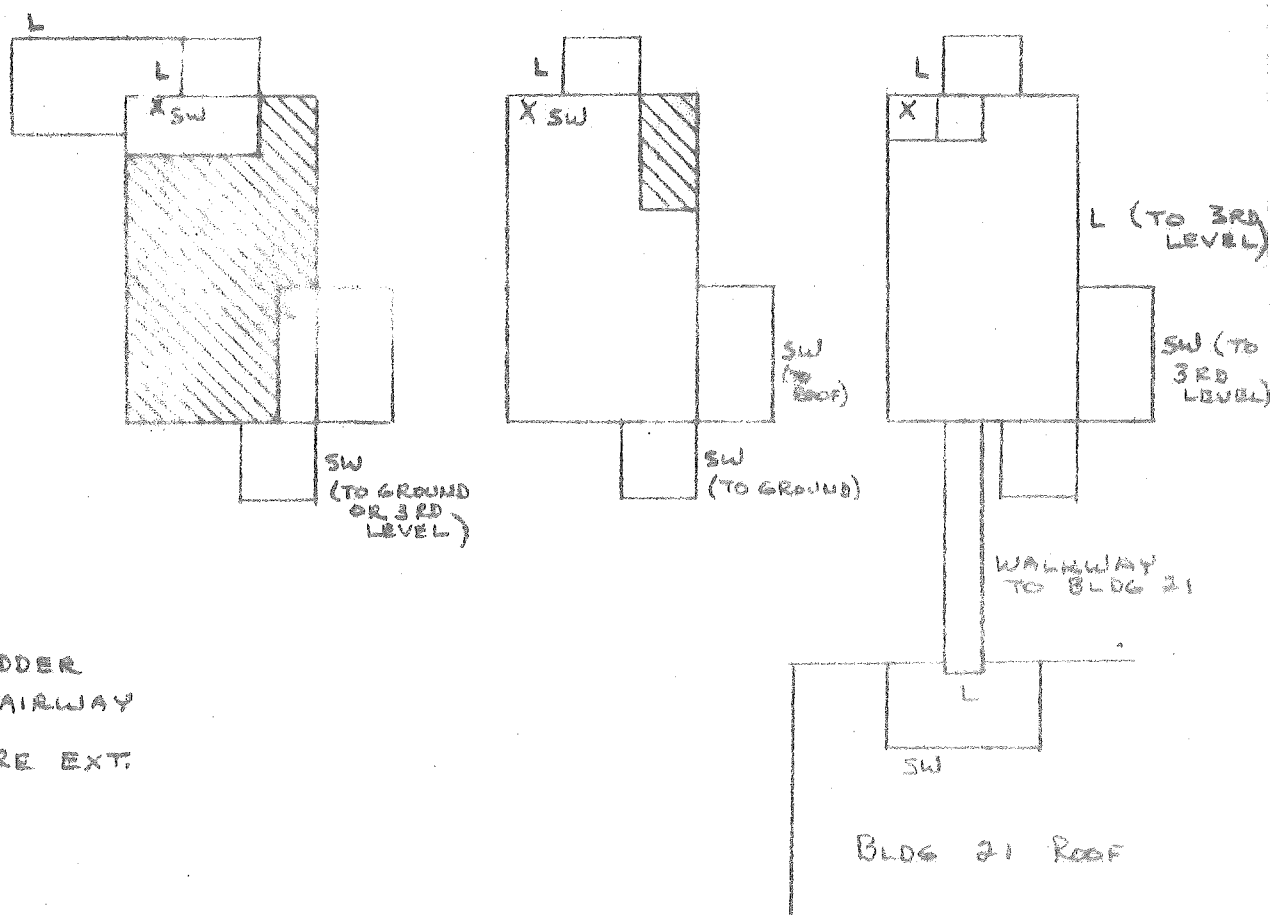 L
L
X SW
SW
(TO GROUND
OR 3RD
LEVEL)
L
X SW
SW
(TO
ROOF)
SW
(TO GROUND)
L
X
L (TO 3RD
LEVEL)
SW (TO
3RD
LEVEL)
WALKWAY
TO BLDG 21
L
SW
BLDG 21 ROOF
DDER
AIRWAY
RE EXT.